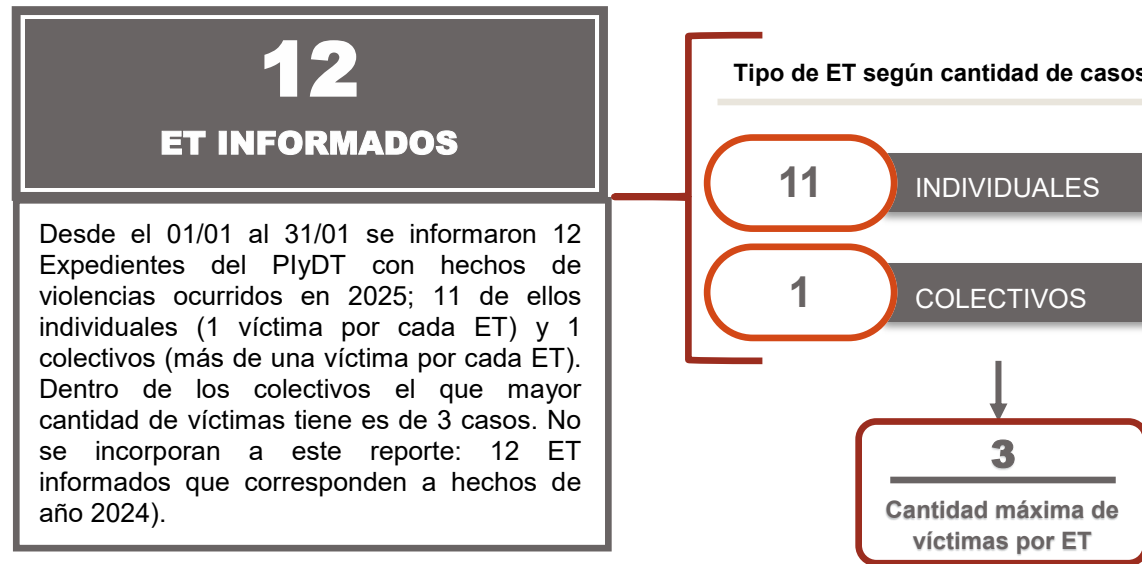 12
ET INFORMADOS
Desde el 01/01 al 31/01 se informaron 12
Expedientes del PIyDT con hechos de
violencias ocurridos en 2025; 11 de ellos
individuales (1 víctima por cada ET) y 1
colectivos (más de una víctima por cada ET).
Dentro de los colectivos el que mayor
cantidad de víctimas tiene es de 3 casos. No
se incorporan a este reporte: 12 ET
informados que corresponden a hechos de
año 2024).
Tipo de ET según cantidad de casos
11
INDIVIDUALES
1
COLECTIVOS
3
Cantidad máxima de
víctimas por ET